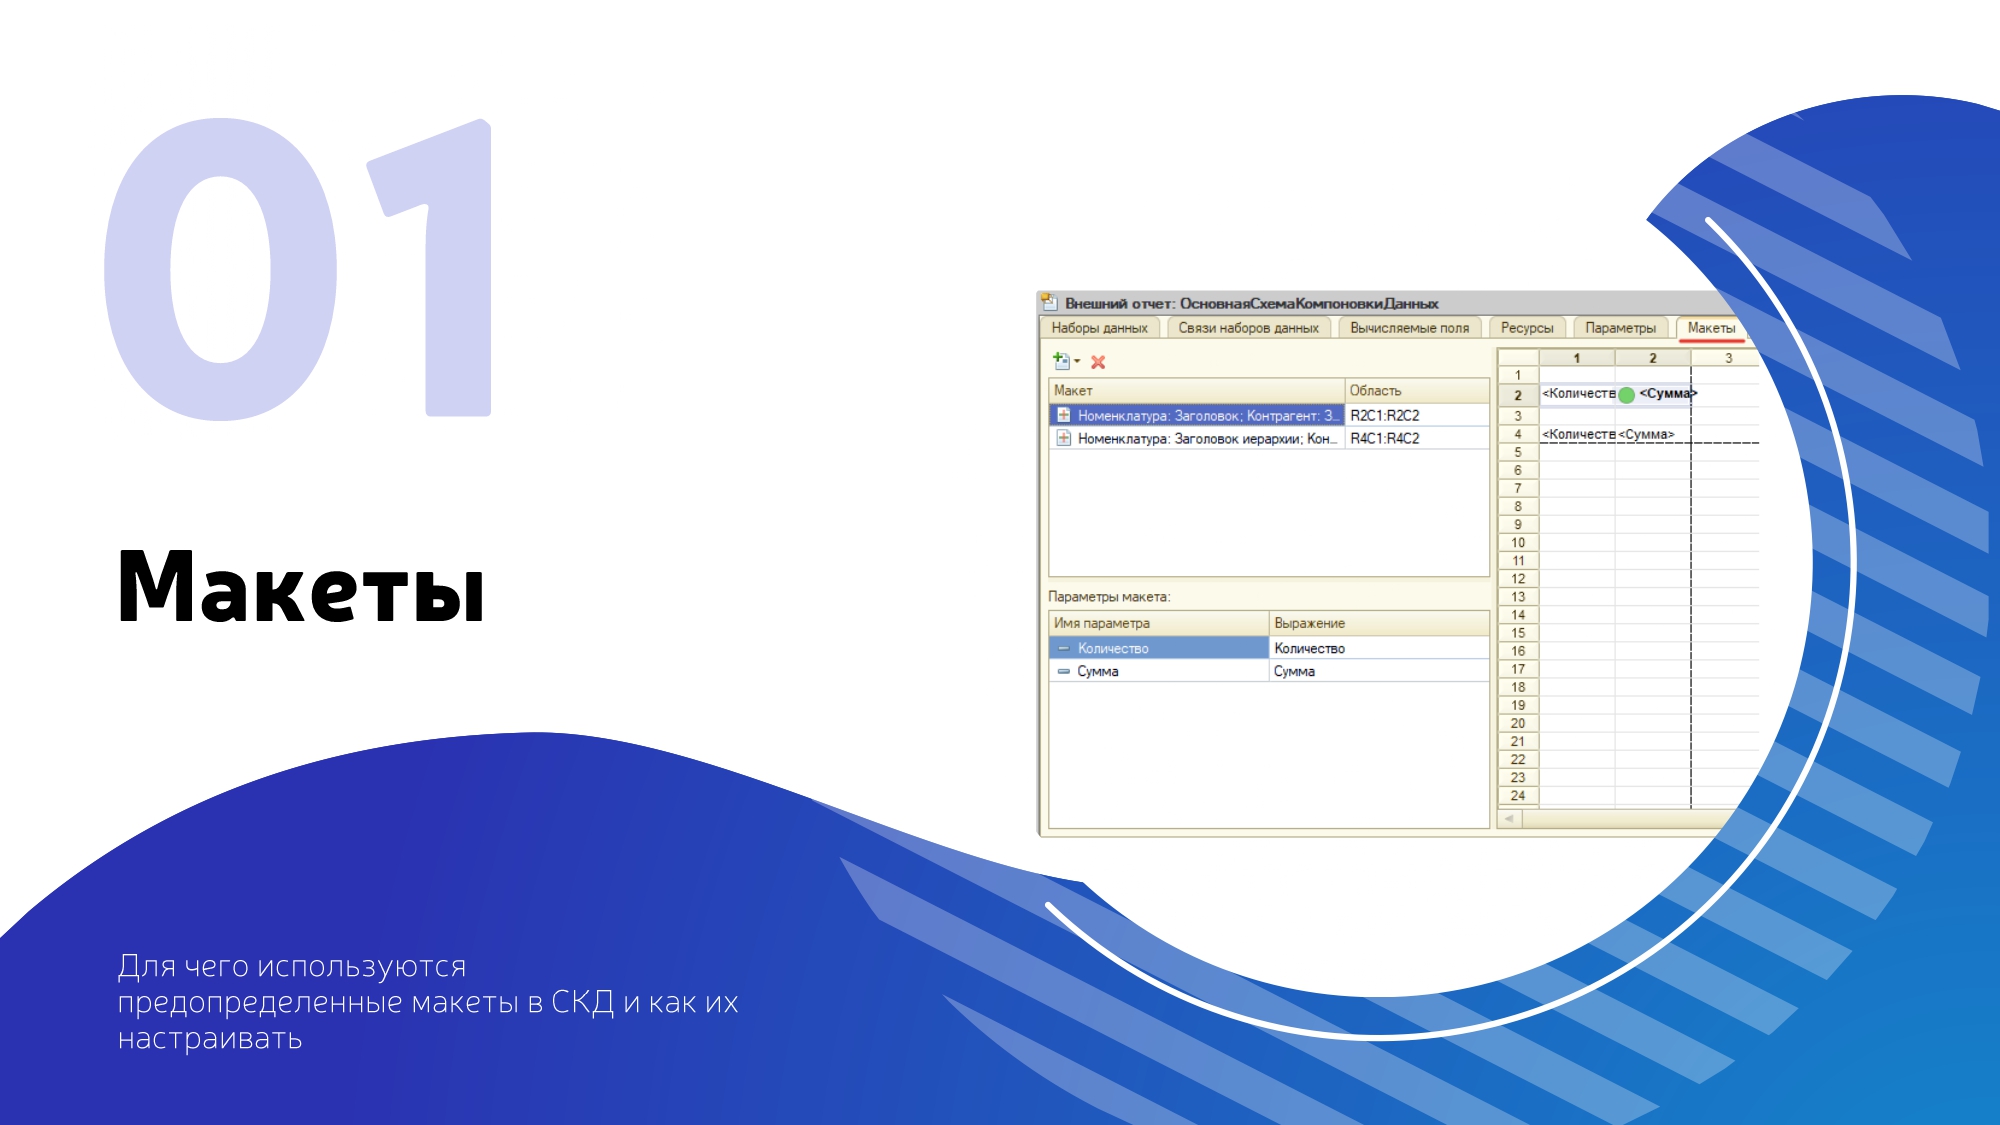 01
Макеты
Для чего используются
предопределенные макеты в СКД и как их
настраивать
Внешний отчет: ОсновнаяСхемаКомпоновкиДанных
Наборы данных Связи наборов данных Вычисляемые поля Ресурсы Параметры Макеты
Макет Область
Номенклатура: Заголовок; Контрагент: З... R2C1:R2C2
Номенклатура: Заголовок иерархии; Кон... R4C1:R4C2
Параметры макета:
Имя параметра Выражение
Количество Количество
Сумма Сумма
1 2 3
1
2 <Количеств <Сумма>
3
4 <Количеств <Сумма>
5
6
7
8
9
10
11
12
13
14
15
16
17
18
19
20
21
22
23
24